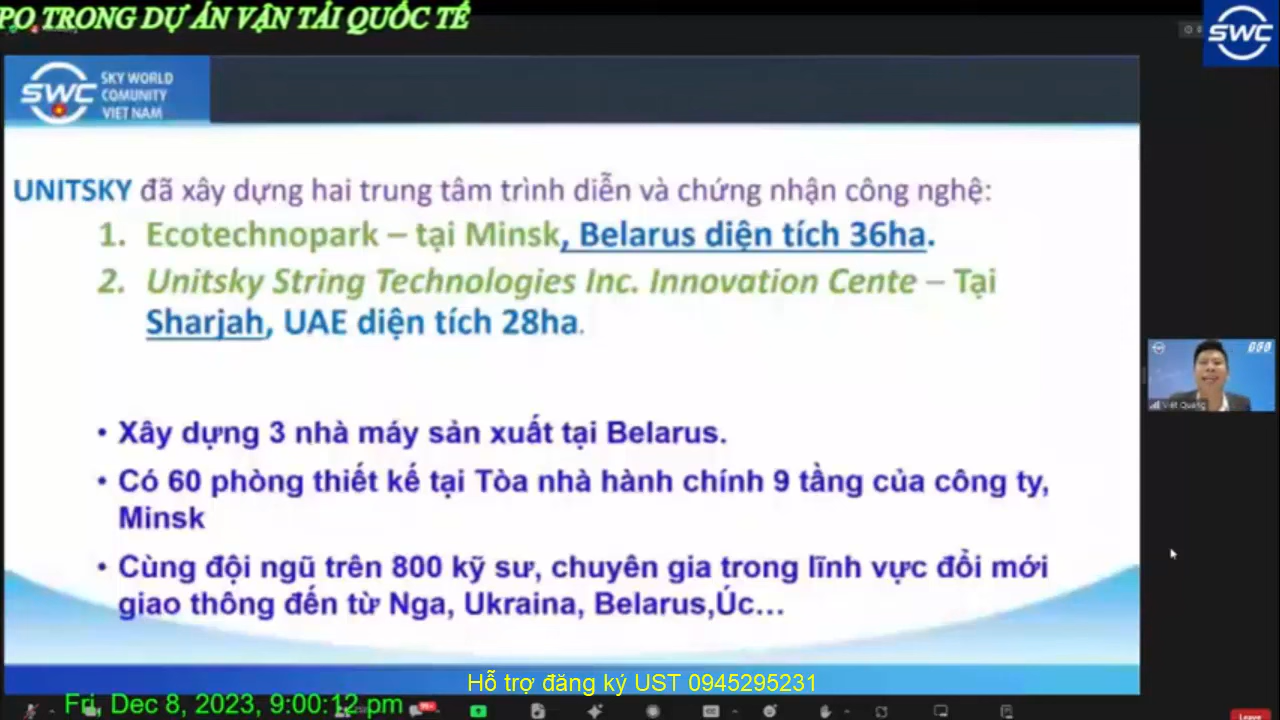 PO TRONG DỰ ÁN VẬN TẢI QUỐC TẾ
SWC
SWC
SKY WORLD
COMUNITY
VIET NAM
UNITSKY đã xây dựng hai trung tâm trình diễn và chứng nhận công nghệ:
1. Ecotechnopark – tại Minsk, Belarus diện tích 36ha.
2. Unitsky String Technologies Inc. Innovation Cente – Tại
Sharjah, UAE diện tích 28ha.
• Xây dựng 3 nhà máy sản xuất tại Belarus.
• Có 60 phòng thiết kế tại Tòa nhà hành chính 9 tầng của công ty,
Minsk
• Cùng đội ngũ trên 800 kỹ sư, chuyên gia trong lĩnh vực đổi mới
giao thông đến từ Nga, Ukraina, Belarus,Úc...
Việt Quang
Hỗ trợ đăng ký UST 0945295231
Fri, Dec 8, 2023, 9:00:12 pm
99+
Leave